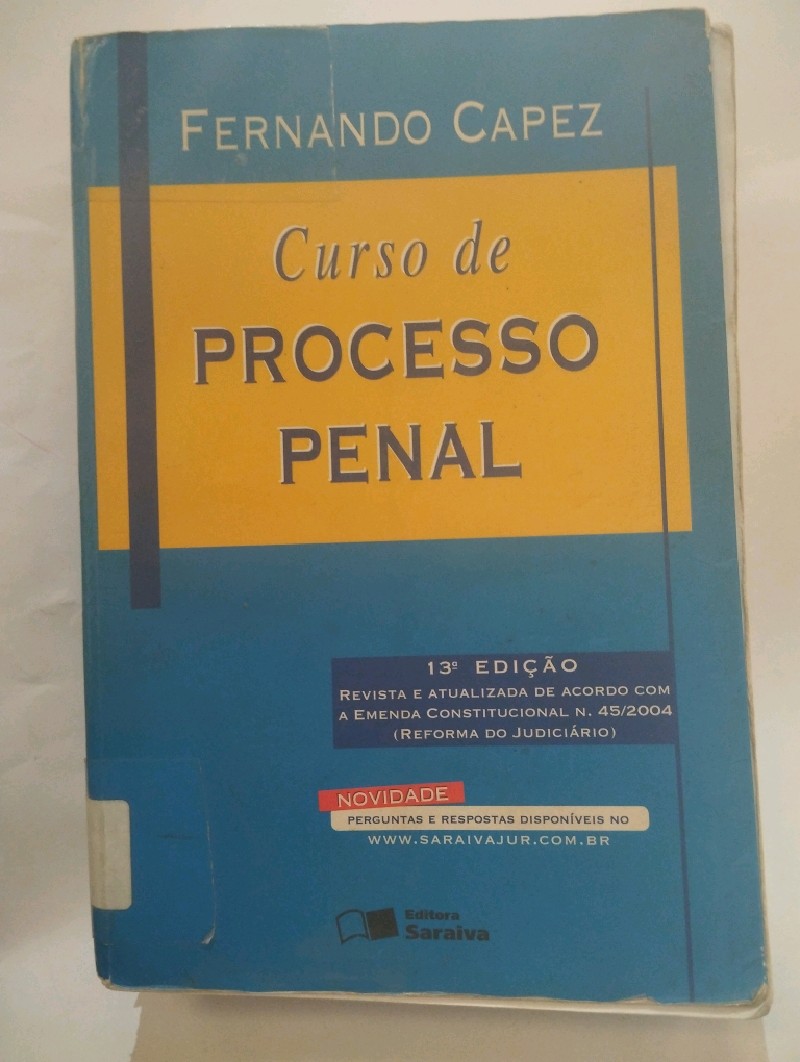 FERNANDO CAPEZ
Curso de
PROCESSO
PENAL
13ª EDIÇÃO
REVISTA E ATUALIZADA DE ACORDO COM
A EMENDA CONSTITUCIONAL N. 45/2004
(REFORMA DO JUDICIÁRIO)
NOVIDADE
PERGUNTAS E RESPOSTAS DISPONÍVEIS NO
WWW.SARAIVAJUR.COM.BR
Editora
Saraiva